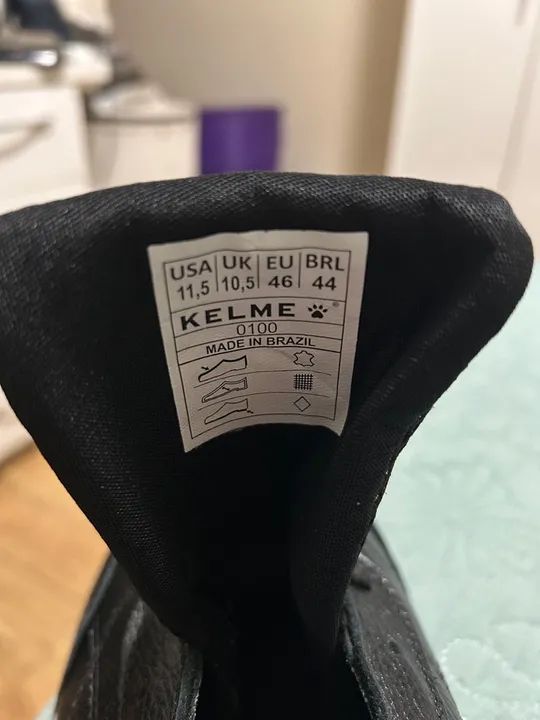 USA UK EU BRL
11,5 10,5 46 44
KELME ®
0100
MADE IN BRAZIL